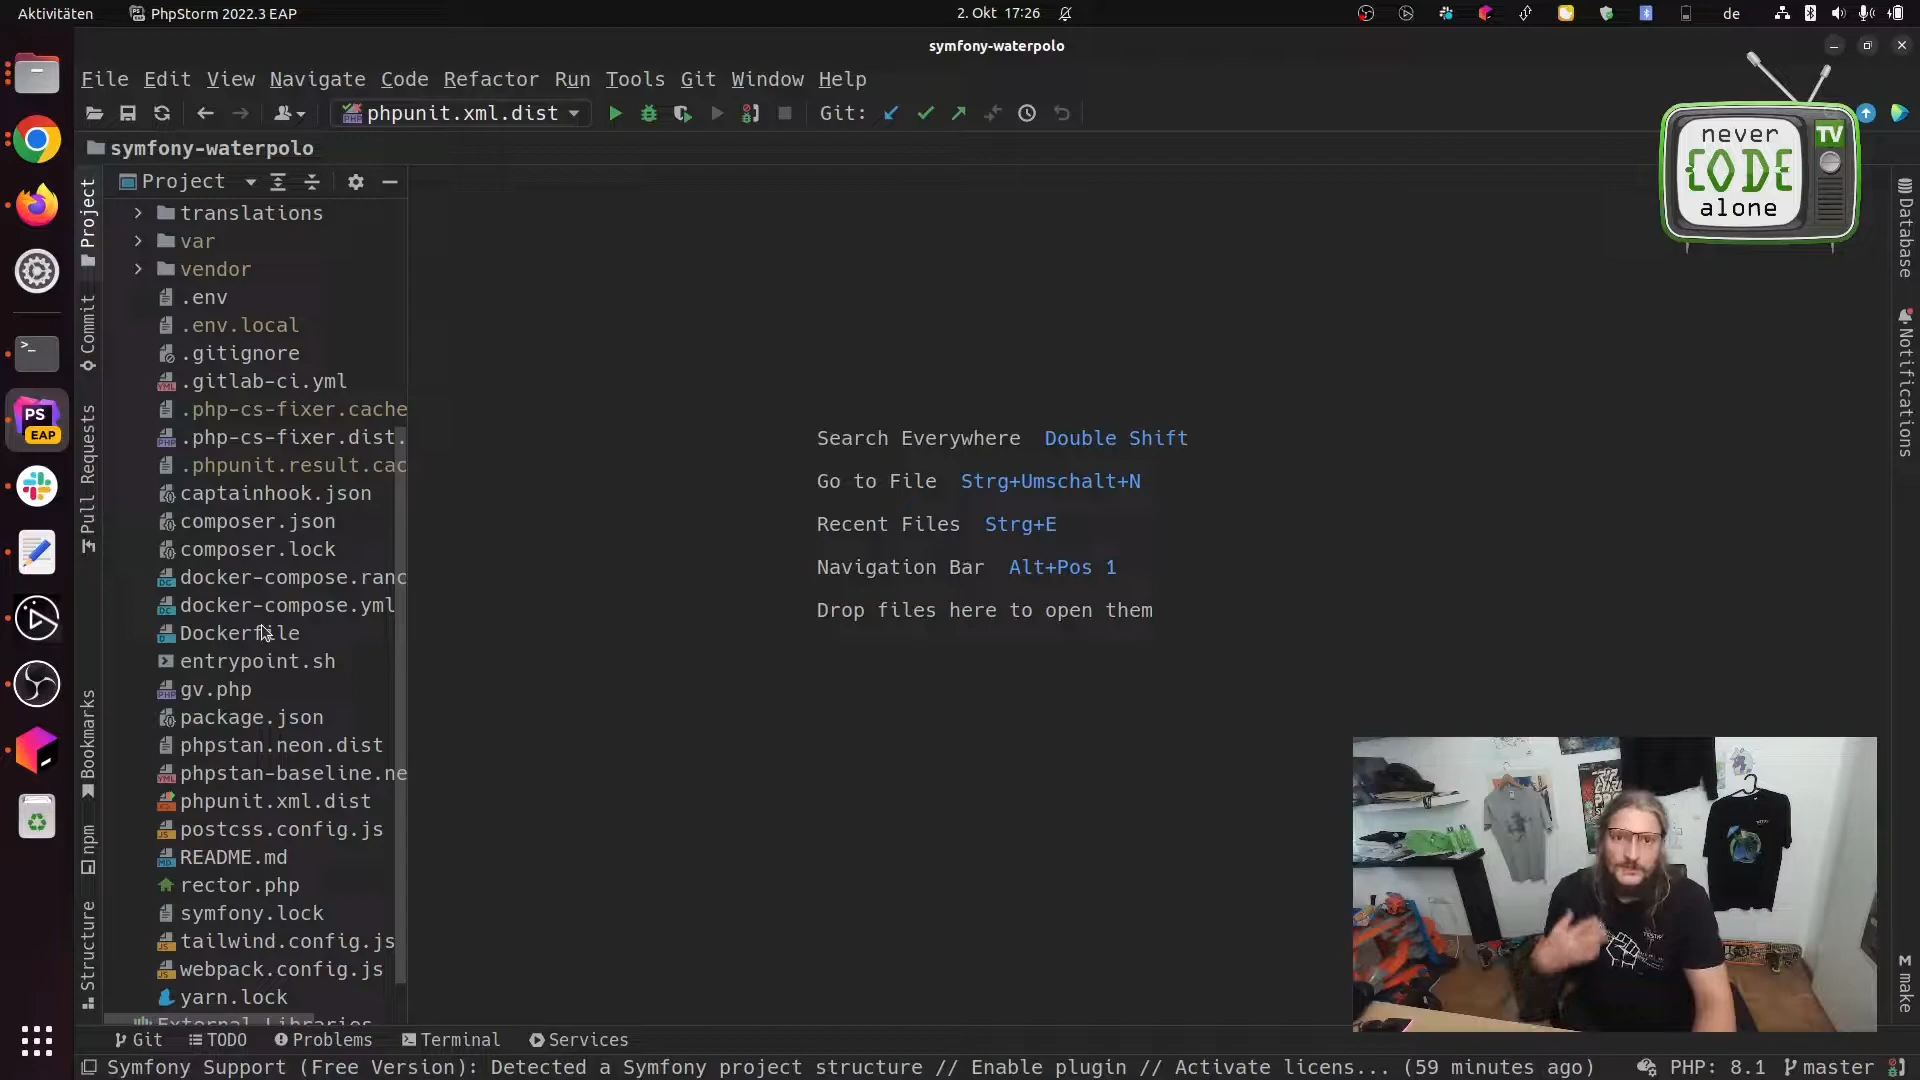 Aktivitäten
PhpStorm 2022.3 EAP
2. Okt 17:26
de
symfony-waterpolo
File Edit View Navigate Code Refactor Run Tools Git Window Help
phpunit.xml.dist
Git:
never
TV
CODE
alone
symfony-waterpolo
Project
translations
var
vendor
.env
.env.local
.gitignore
.gitlab-ci.yml
.php-cs-fixer.cache
.php-cs-fixer.dist.
.phpunit.result.cac
captainhook.json
composer.json
composer.lock
docker-compose.ranc
docker-compose.yml
Dockerfile
entrypoint.sh
gv.php
package.json
phpstan.neon.dist
phpstan-baseline.ne
phpunit.xml.dist
postcss.config.js
README.md
rector.php
symfony.lock
tailwind.config.js
webpack.config.js
yarn.lock
External Libraries
Project
Commit
Pull Requests
Bookmarks
npm
Structure
PS
EAP
Search Everywhere Double Shift
Go to File Strg+Umschalt+N
Recent Files Strg+E
Navigation Bar Alt+Pos 1
Drop files here to open them
Database
Notifications
make
Git
TODO
Problems
Terminal
Services
Symfony Support (Free Version): Detected a Symfony project structure // Enable plugin // Activate licens... (59 minutes ago)
PHP: 8.1
master